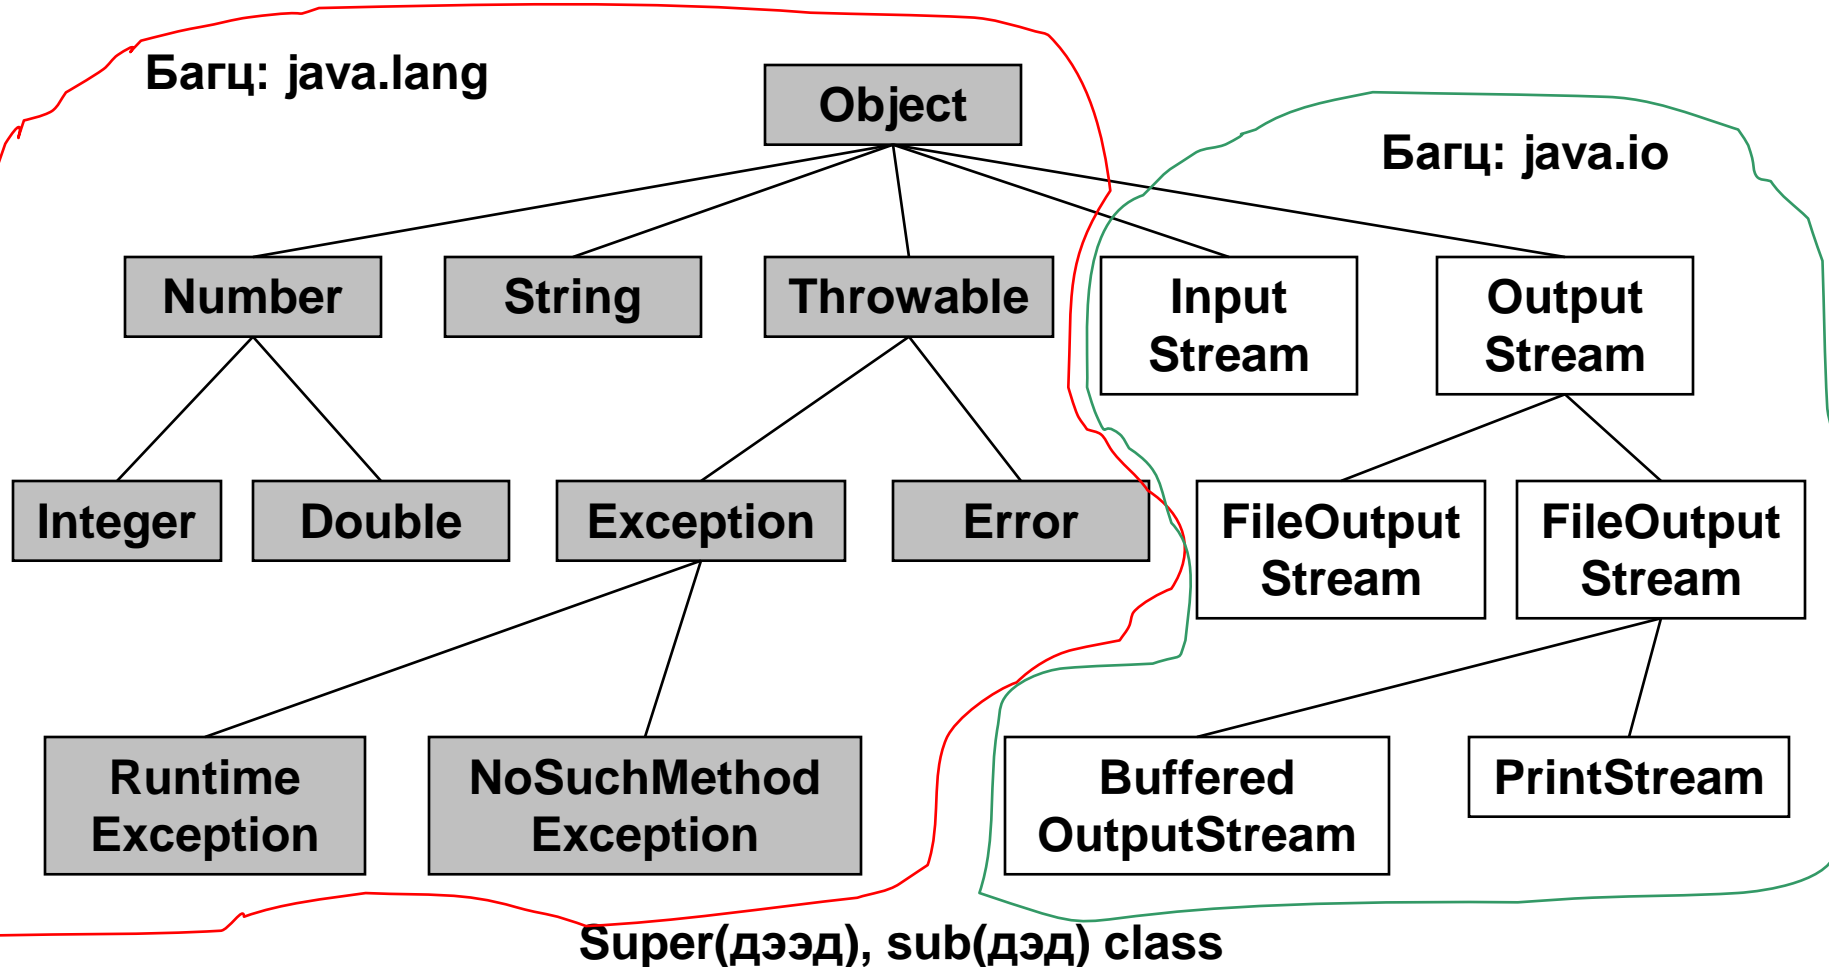 Багц: java.lang
Object
Багц: java.io
Number
String
Throwable
Input
Stream
Output
Stream
Integer
Double
Exception
Error
FileOutput
Stream
FileOutput
Stream
Runtime
Exception
NoSuchMethod
Exception
Buffered
OutputStream
PrintStream
Super(дээд), sub(дэд) class